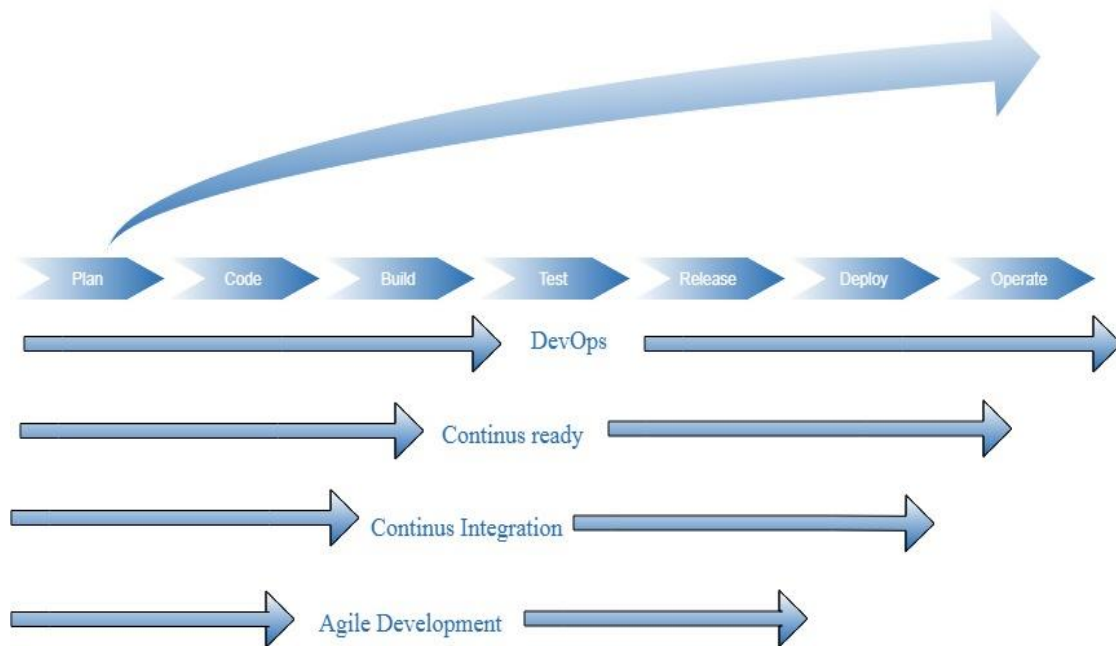 Plan
Code
Build
Test
Release
Deploy
Operate
DevOps
Continus ready
Continus Integration
Agile Development